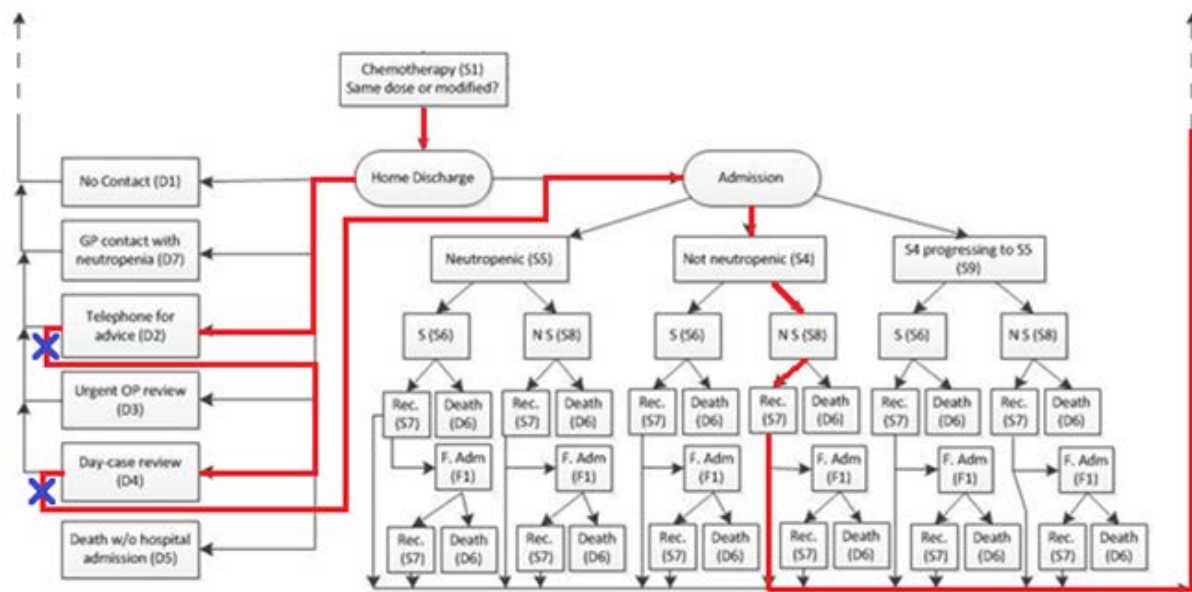 Chemotherapy (S1)
Same dose or modified?
Home Discharge
Admission
No Contact (D1)
GP contact with
neutropenia (D7)
Telephone for
advice (D2)
Urgent OP review
(D3)
Day-case review
(D4)
Death w/o hospital
admission (D5)
Neutropenic (S5)
Not neutropenic (S4)
S4 progressing to S5
(S9)
S (S6)
N S (S8)
S (S6)
N S (S8)
S (S6)
N S (S8)
Rec.
(S7)
Death
(D6)
Rec.
(S7)
Death
(D6)
Rec.
(S7)
Death
(D6)
Rec.
(S7)
Death
(D6)
Rec.
(S7)
Death
(D6)
Rec.
(S7)
Death
(D6)
F. Adm
(F1)
F. Adm
(F1)
F. Adm
(F1)
F. Adm
(F1)
F. Adm
(F1)
F. Adm
(F1)
Rec.
(S7)
Death
(D6)
Rec.
(S7)
Death
(D6)
Rec.
(S7)
Death
(D6)
Rec.
(S7)
Death
(D6)
Rec.
(S7)
Death
(D6)
Rec.
(S7)
Death
(D6)